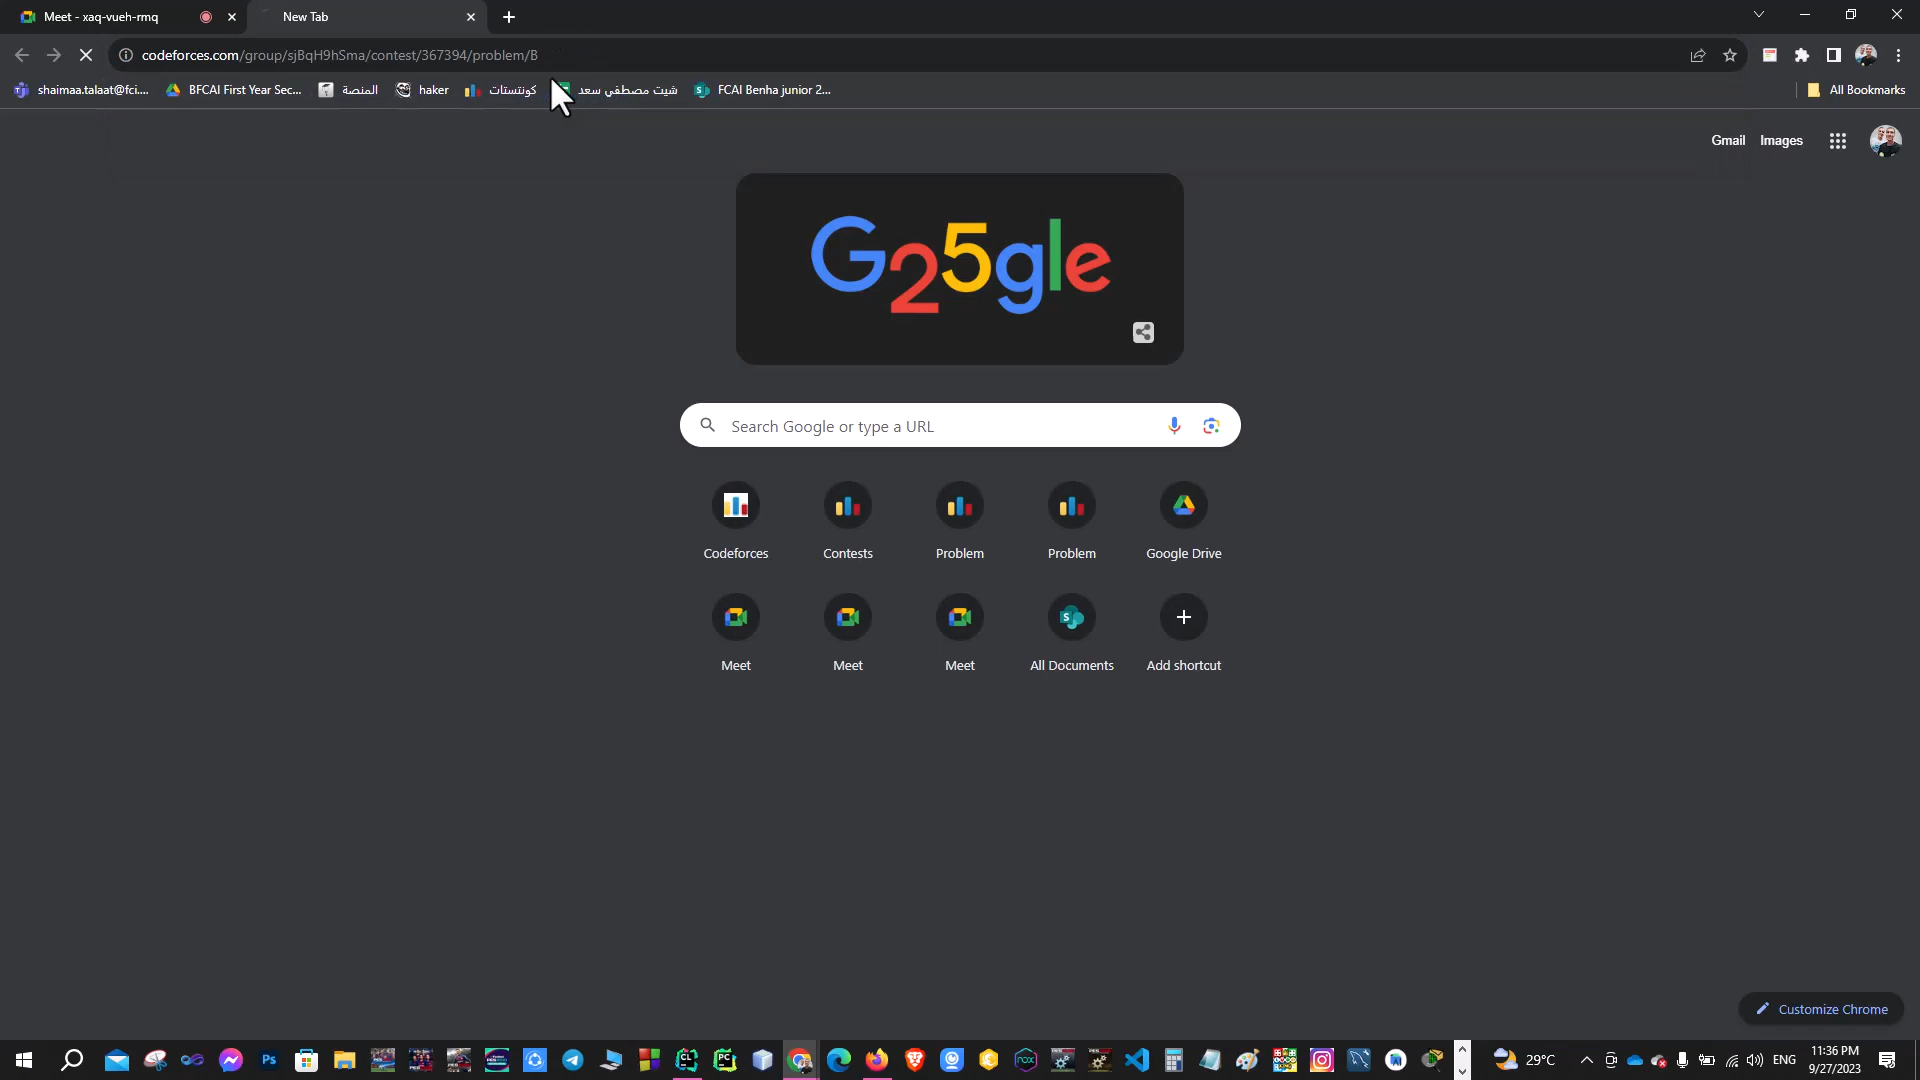 Meet - xaq-vueh-rmq
New Tab
codeforces.com/group/sjBqH9hSma/contest/367394/problem/B
shaimaa.talaat@fci....
BFCAI First Year Sec...
المنصة
haker
كونتستات
شيت مصطفي سعد
FCAI Benha junior 2...
All Bookmarks
Gmail
Images
G25gle
Search Google or type a URL
Codeforces
Contests
Problem
Problem
Google Drive
Meet
Meet
Meet
All Documents
Add shortcut
Customize Chrome
29°C
ENG
11:36 PM
9/27/2023